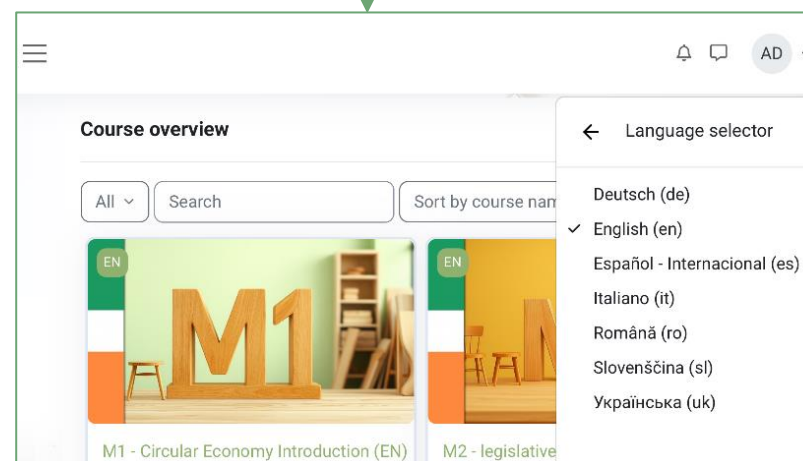 AD
Course overview
Language selector
All
Search
Sort by course nam
Deutsch (de)
English (en)
Español - Internacional (es)
Italiano (it)
Română (ro)
Slovenščina (sl)
Українська (uk)
EN
M1
EN
M
M1 - Circular Economy Introduction (EN)
M2 - legislative